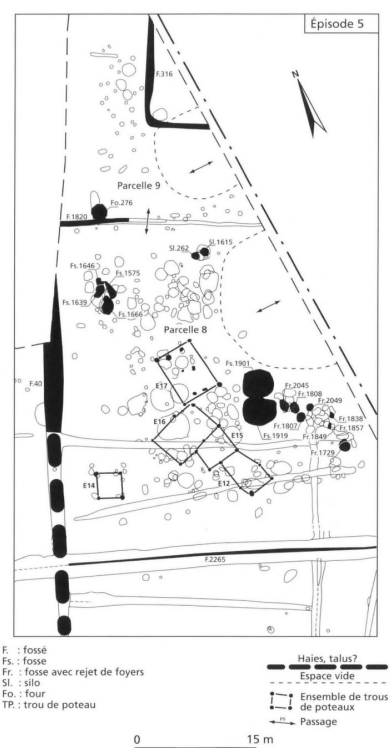 Épisode 5
F.316
N
Parcelle 9
Fo.276
F.1820
Sl.262
Sl.1615
Fs.1646
Fs.1575
Fs.1639
Fs.1666
Parcelle 8
Fs.1901
Fr.2045
Fr.1808
Fr.2049
E17
F.40
Fr.1838
Fr.1857
E16
Fr.1807
E15
Fs.1919
Fr.1849
Fr.1729
E14
E12
F.2265
F. : fossé
Fs. : fosse
Fr. : fosse avec rejet de foyers
Sl. : silo
Fo. : four
TP. : trou de poteau
Haies, talus?
Espace vide
Ensemble de trous
de poteaux
Passage
0 15 m